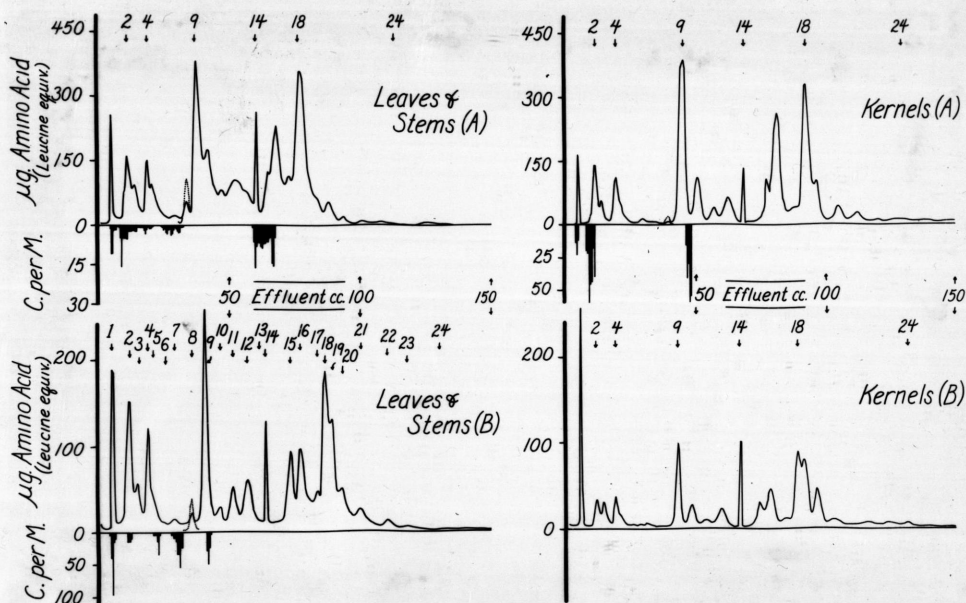 2 4 9 14 18 24
450
300
150
0
15
30
μg. Amino Acid
(Leucine equiv.)
C. per M.
Leaves &
Stems (A)
50 Effluent cc. 100 150
2 4 9 14 18 24
450
300
150
0
25
50
Kernels (A)
50 Effluent cc. 100 150
1 2 3 4 5 6 7 8 9 10 11 12 13 14 15 16 17 18 19 20 21 22 23 24
200
100
0
50
100
μg. Amino Acid
(Leucine equiv.)
C. per M.
Leaves &
Stems (B)
2 4 9 14 18 24
200
100
0
Kernels (B)